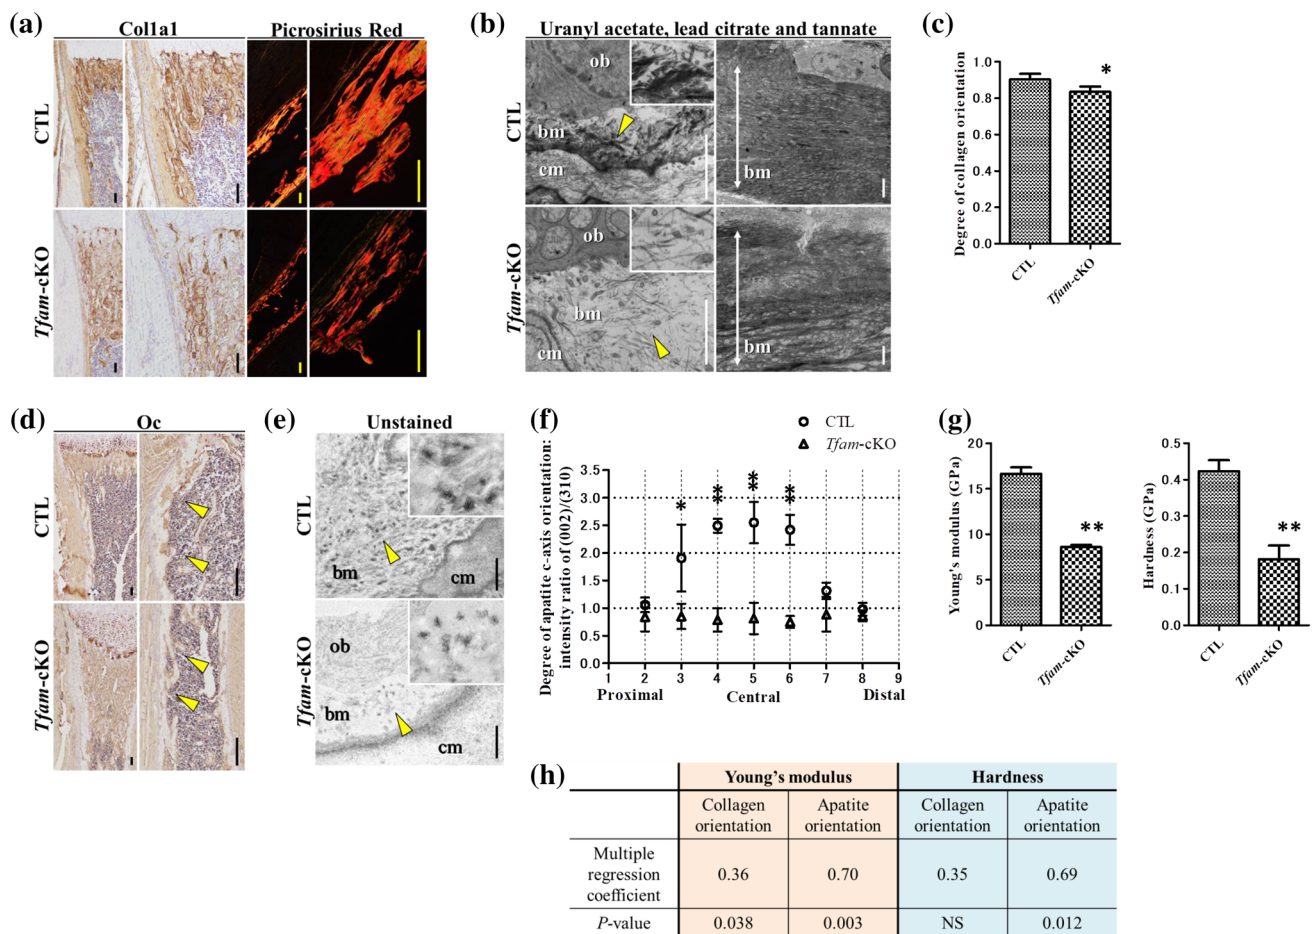 (a)
Col1a1
Picrosirius Red
CTL
Tfam-cKO
(b)
Uranyl acetate, lead citrate and tannate
CTL
ob
bm
cm
bm
Tfam-cKO
ob
bm
cm
bm
(c)
Degree of collagen orientation
1.0
0.8
0.6
0.4
0.2
0.0
*
CTL
Tfam-cKO
(d)
Oc
CTL
Tfam-cKO
(e)
Unstained
CTL
bm
cm
Tfam-cKO
ob
bm
cm
(f)
CTL
Tfam-cKO
Degree of apatite c-axis orientation:
intensity ratio of (002)/(310)
3.5
3.0
2.5
2.0
1.5
1.0
0.5
0.0
*
**
**
**
1 2 3 4 5 6 7 8 9
Proximal Central Distal
(g)
Young's modulus (GPa)
20
15
10
5
0
**
CTL
Tfam-cKO
Hardness (GPa)
0.5
0.4
0.3
0.2
0.1
0.0
**
CTL
Tfam-cKO
(h)
Young's modulus Hardness
Collagen Apatite Collagen Apatite
orientation orientation orientation orientation
Multiple
regression
coefficient
0.36 0.70 0.35 0.69
P-value 0.038 0.003 NS 0.012